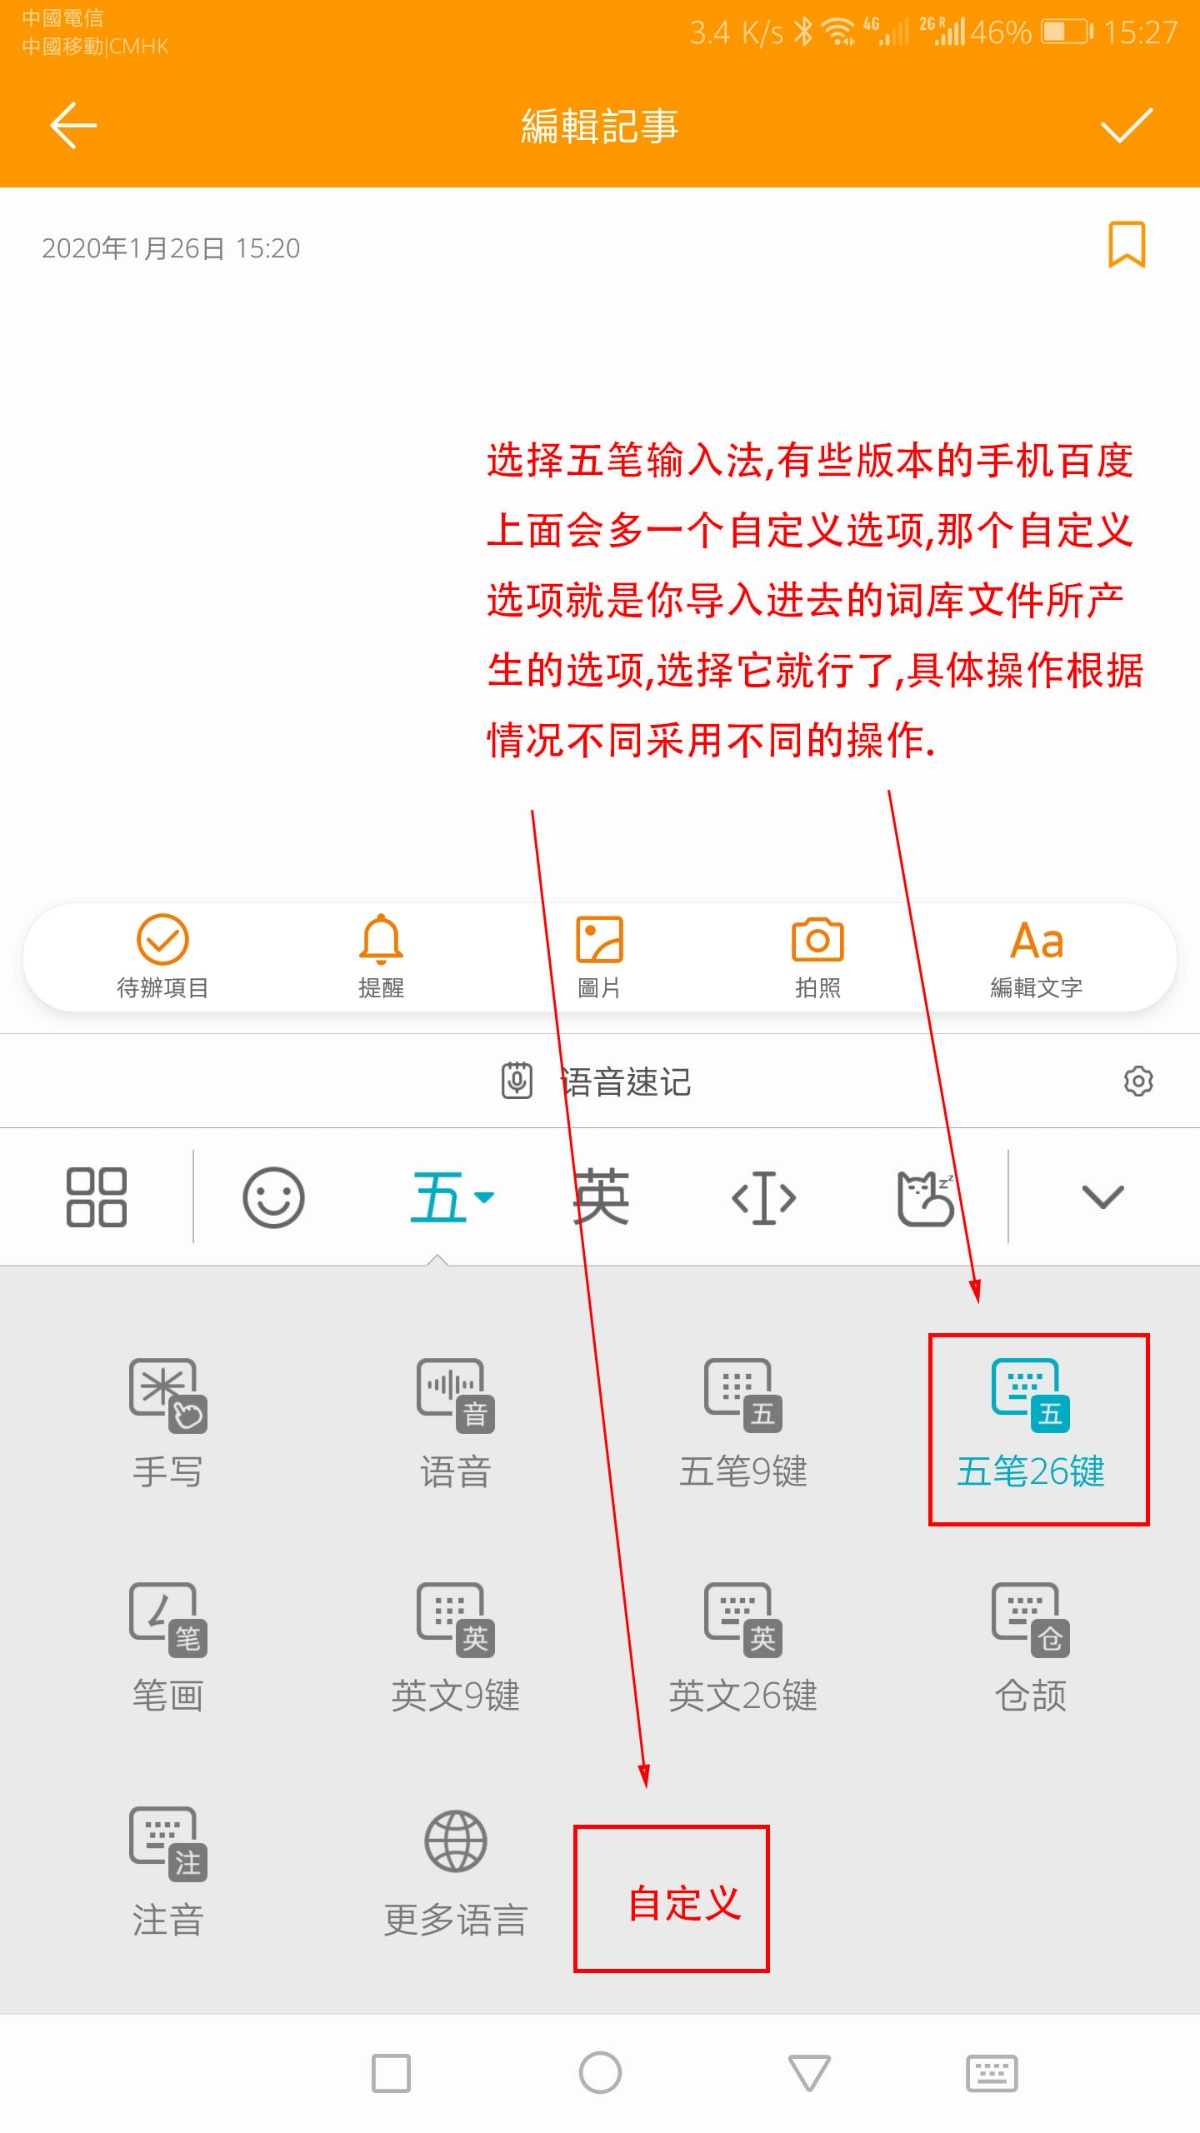 中國電信
中國移動|CMHK
3.4 K/s 4G 2G R 46% 15:27
編輯記事
2020年1月26日 15:20
选择五笔输入法,有些版本的手机百度
上面会多一个自定义选项,那个自定义
选项就是你导入进去的词库文件所产
生的选项,选择它就行了,具体操作根据
情况不同采用不同的操作.
待辦項目 提醒 圖片 拍照 Aa 編輯文字
语音速记
五 英 zz
音 五 五
手写 语音 五笔9键 五笔26键
笔 英 英 仓
笔画 英文9键 英文26键 仓颉
注
注音 更多语言 自定义